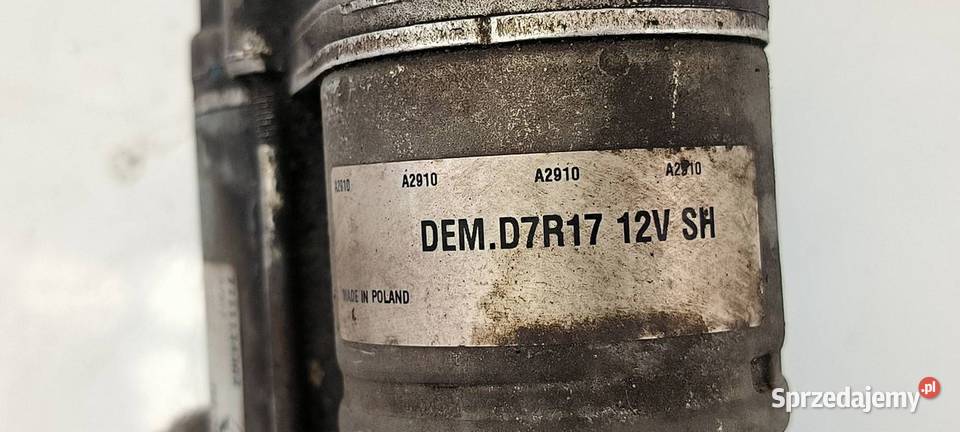 A2910 A2910 A2910 A2910
DEM.D7R17 12V SH
MADE IN POLAND
Sprzedajemy.pl